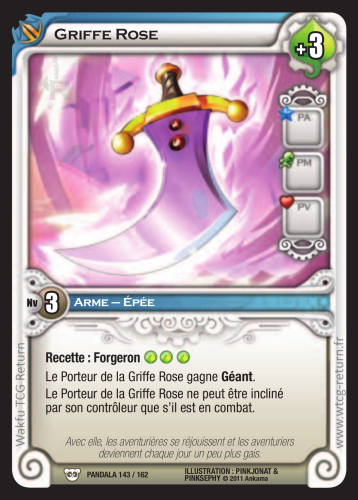 GRIFFE ROSE
+3
PA
PM
PV
Nv 3 ARME – ÉPÉE
Recette : Forgeron
Le Porteur de la Griffe Rose gagne Géant.
Le Porteur de la Griffe Rose ne peut être incliné
par son contrôleur que s'il est en combat.
Avec elle, les aventurières se réjouissent et les aventuriers
deviennent chaque jour un peu plus gais.
PANDALA 143 / 162
ILLUSTRATION : PINKJONAT &
PINKSEPHY © 2011 Ankama
Wakfu TCG Return
www.wtcg-return.fr